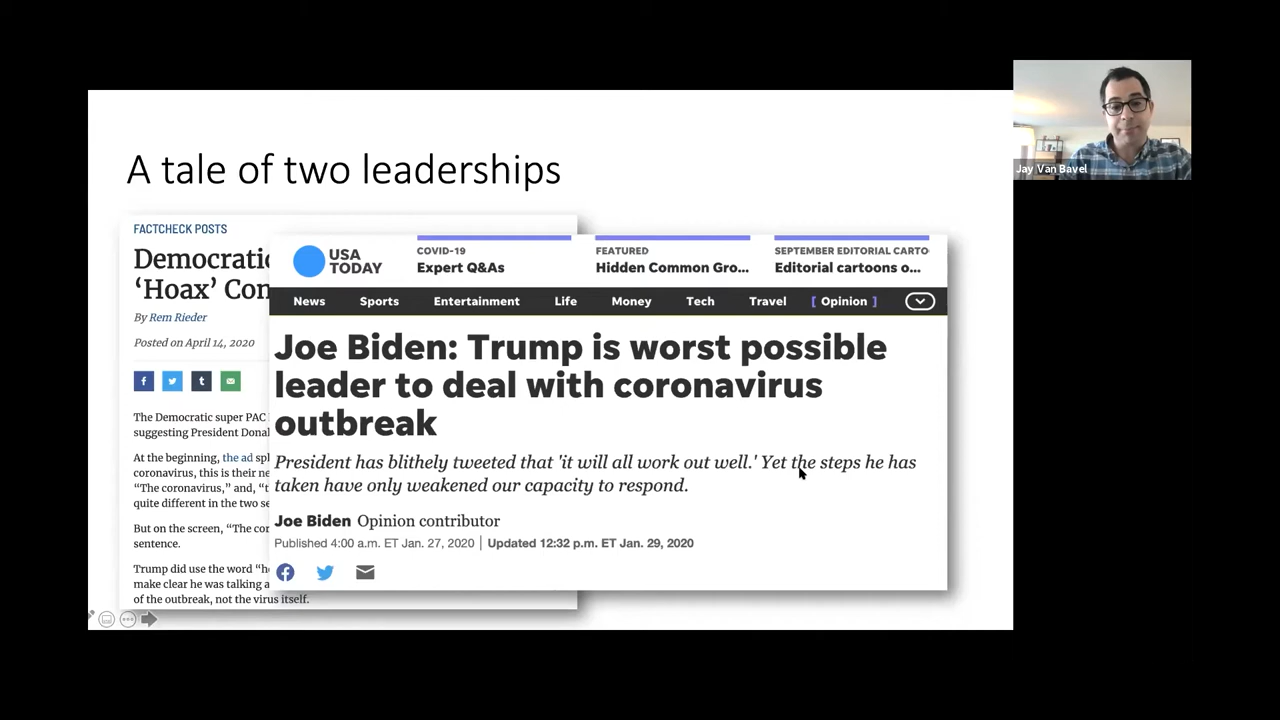 Jay Van Bavel
A tale of two leaderships
FACTCHECK POSTS
Democratic
‘Hoax’ Con
By Rem Rieder
Posted on April 14, 2020
The Democratic super PAC
suggesting President Donal
At the beginning, the ad spl
coronavirus, this is their ne
“The coronavirus,” and, “t
quite different in the two se
But on the screen, “The cor
sentence.
Trump did use the word “h
make clear he was talking a
of the outbreak, not the virus itself.
USA
TODAY
COVID-19
Expert Q&As
FEATURED
Hidden Common Gro...
SEPTEMBER EDITORIAL CARTO
Editorial cartoons o...
News Sports Entertainment Life Money Tech Travel [ Opinion ]
Joe Biden: Trump is worst possible
leader to deal with coronavirus
outbreak
President has blithely tweeted that 'it will all work out well.' Yet the steps he has
taken have only weakened our capacity to respond.
Joe Biden Opinion contributor
Published 4:00 a.m. ET Jan. 27, 2020 | Updated 12:32 p.m. ET Jan. 29, 2020